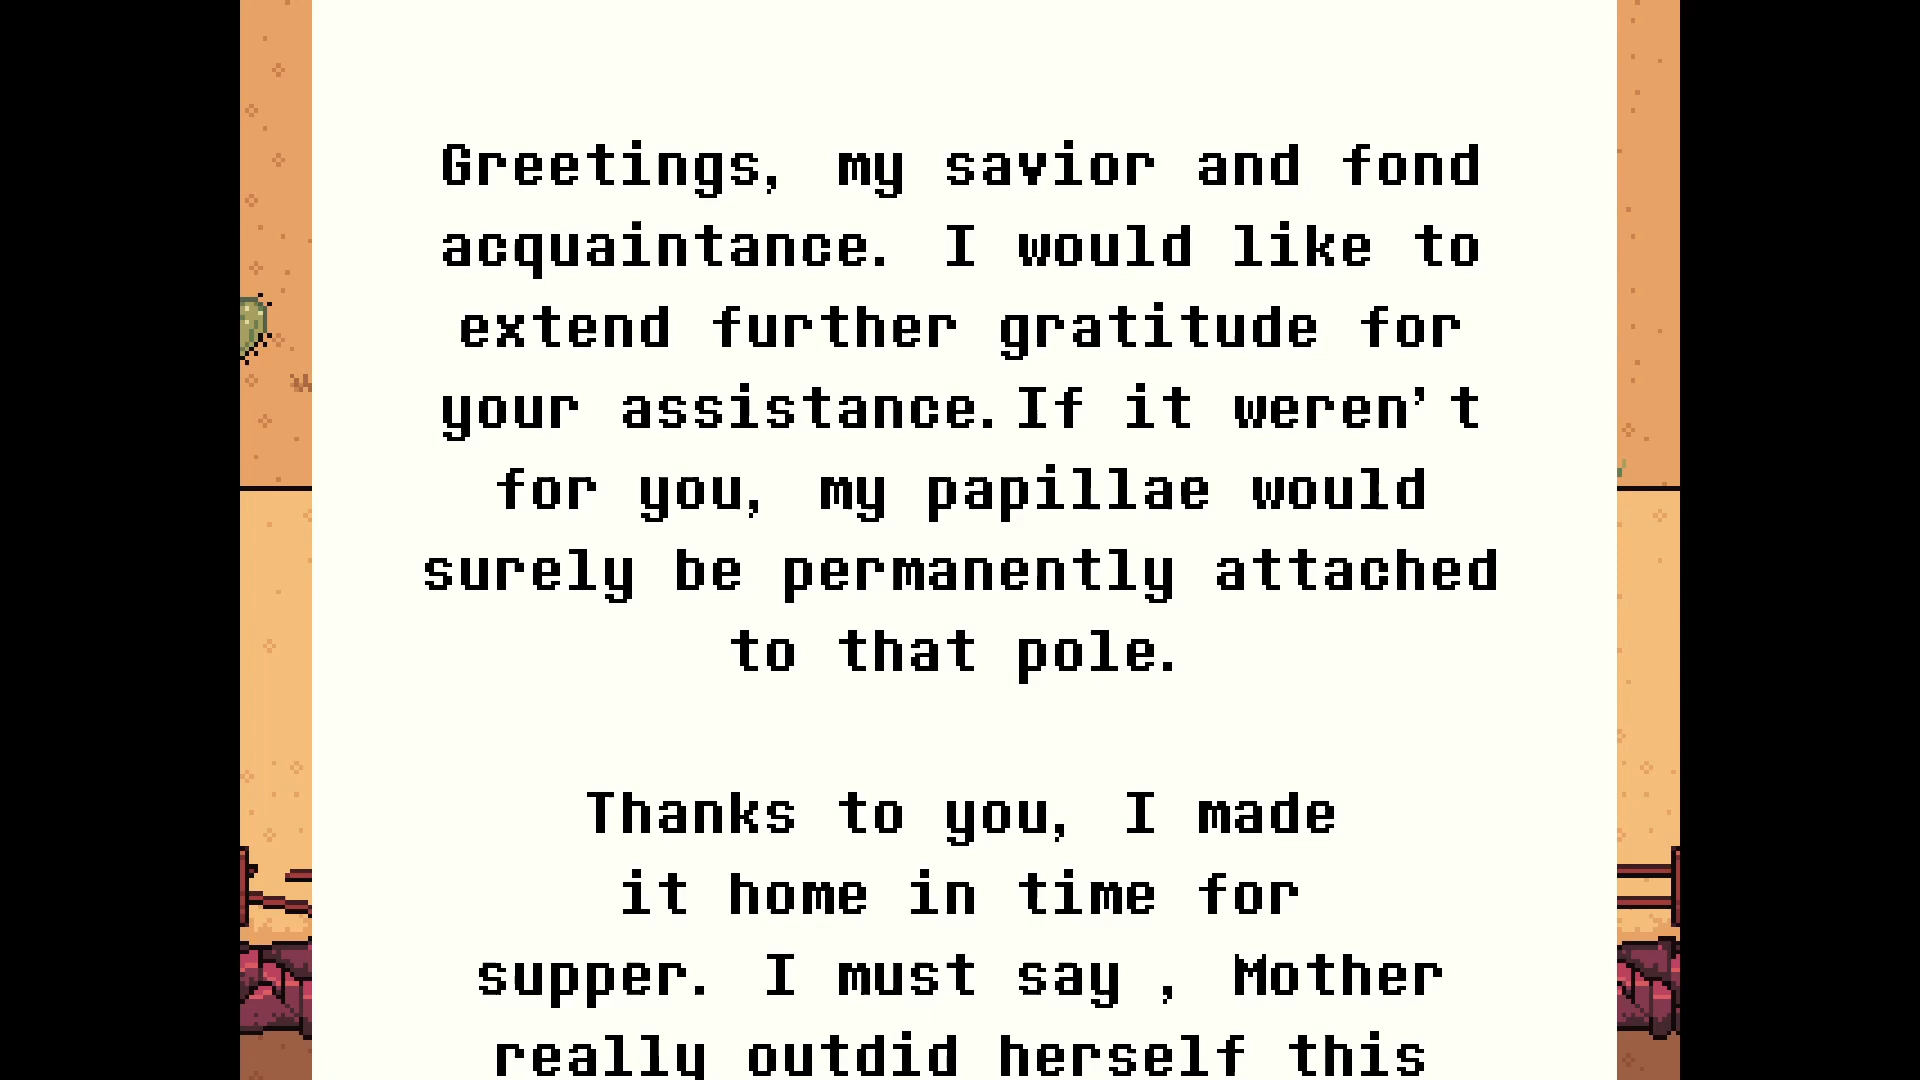 Greetings, my savior and fond
acquaintance. I would like to
extend further gratitude for
your assistance.If it weren't
for you, my papillae would
surely be permanently attached
to that pole.
Thanks to you, I made
it home in time for
supper. I must say , Mother
really outdid herself this